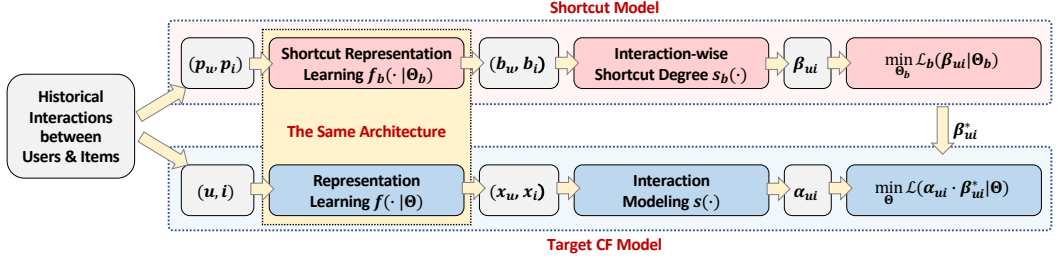 Shortcut Model
Historical
Interactions
between
Users & Items
(p_u, p_i)
Shortcut Representation
Learning f_b(· |Θ_b)
(b_u, b_i)
Interaction-wise
Shortcut Degree s_b(·)
β_ui
min_{Θ_b} ℒ_b(β_ui|Θ_b)
The Same Architecture
β*_ui
(u, i)
Representation
Learning f(· |Θ)
(x_u, x_i)
Interaction
Modeling s(·)
α_ui
min_Θ ℒ(α_ui · β*_ui|Θ)
Target CF Model